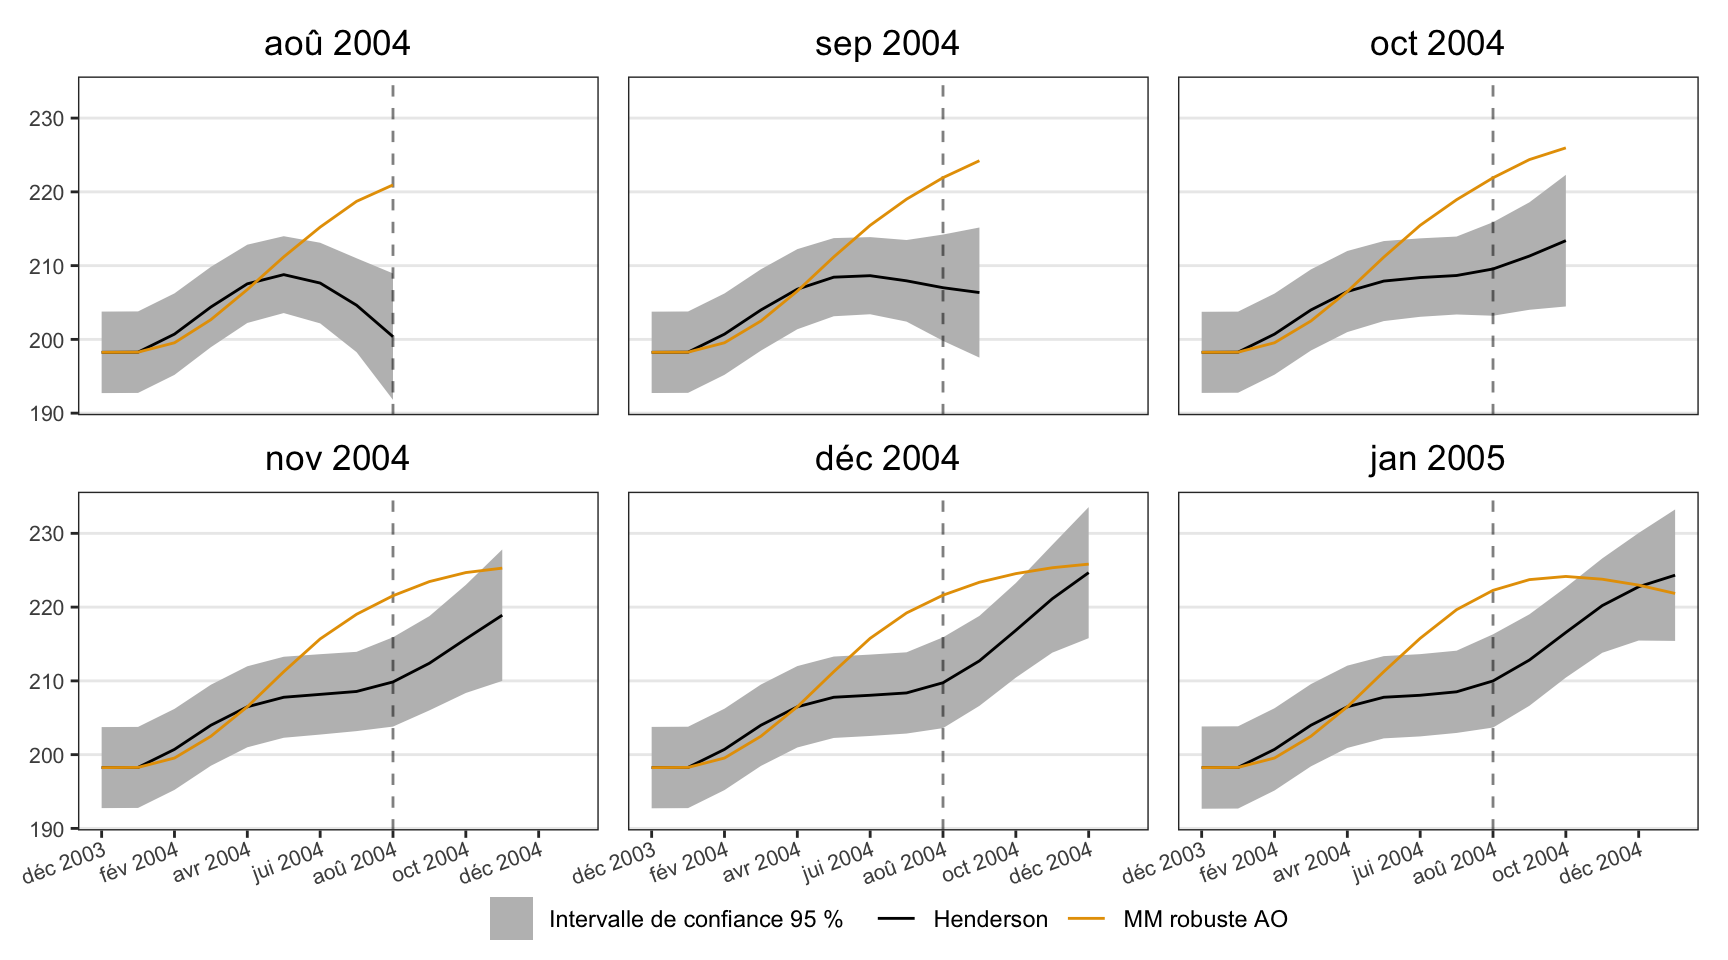 aoû 2004 sep 2004 oct 2004
230
220
210
200
190
nov 2004 déc 2004 jan 2005
230
220
210
200
190
déc 2003 fév 2004 avr 2004 jui 2004 aoû 2004 oct 2004 déc 2004 déc 2003 fév 2004 avr 2004 jui 2004 aoû 2004 oct 2004 déc 2004 déc 2003 fév 2004 avr 2004 jui 2004 aoû 2004 oct 2004 déc 2004
Intervalle de confiance 95 % Henderson MM robuste AO